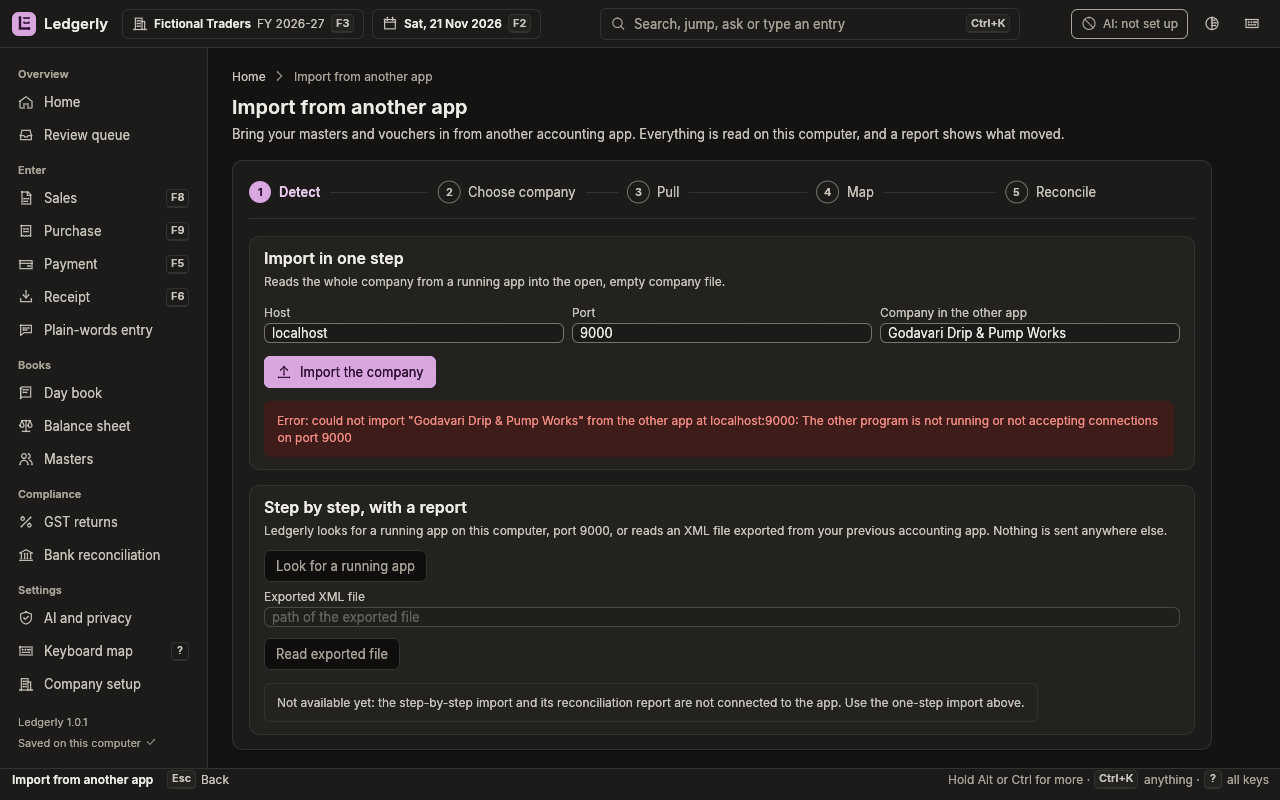 Ledgerly
Fictional Traders FY 2026-27 F3
Sat, 21 Nov 2026 F2
Search, jump, ask or type an entry Ctrl+K
AI: not set up
Overview
Home
Review queue
Enter
Sales F8
Purchase F9
Payment F5
Receipt F6
Plain-words entry
Books
Day book
Balance sheet
Masters
Compliance
GST returns
Bank reconciliation
Settings
AI and privacy
Keyboard map ?
Company setup
Ledgerly 1.0.1
Saved on this computer
Home > Import from another app
Import from another app
Bring your masters and vouchers in from another accounting app. Everything is read on this computer, and a report shows what moved.
1 Detect 2 Choose company 3 Pull 4 Map 5 Reconcile
Import in one step
Reads the whole company from a running app into the open, empty company file.
Host Port Company in the other app
localhost 9000 Godavari Drip & Pump Works
Import the company
Error: could not import "Godavari Drip & Pump Works" from the other app at localhost:9000: The other program is not running or not accepting connections
on port 9000
Step by step, with a report
Ledgerly looks for a running app on this computer, port 9000, or reads an XML file exported from your previous accounting app. Nothing is sent anywhere else.
Look for a running app
Exported XML file
path of the exported file
Read exported file
Not available yet: the step-by-step import and its reconciliation report are not connected to the app. Use the one-step import above.
Import from another app Esc Back
Hold Alt or Ctrl for more · Ctrl+K anything · ? all keys